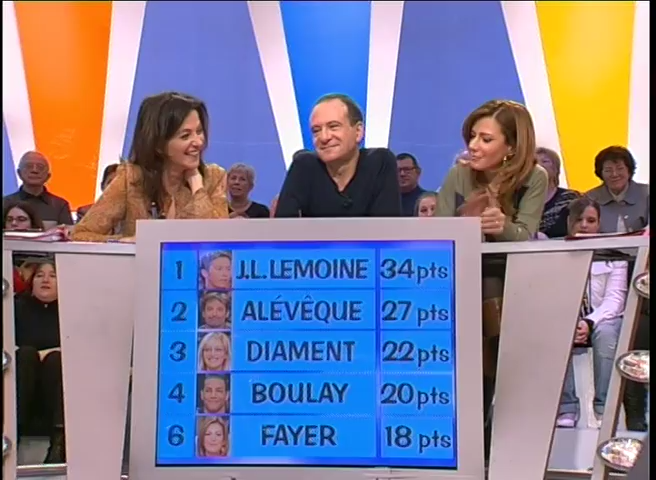 1 J.L.LEMOINE 34 pts
2 ALÉVÊQUE 27 pts
3 DIAMENT 22 pts
4 BOULAY 20 pts
6 FAYER 18 pts